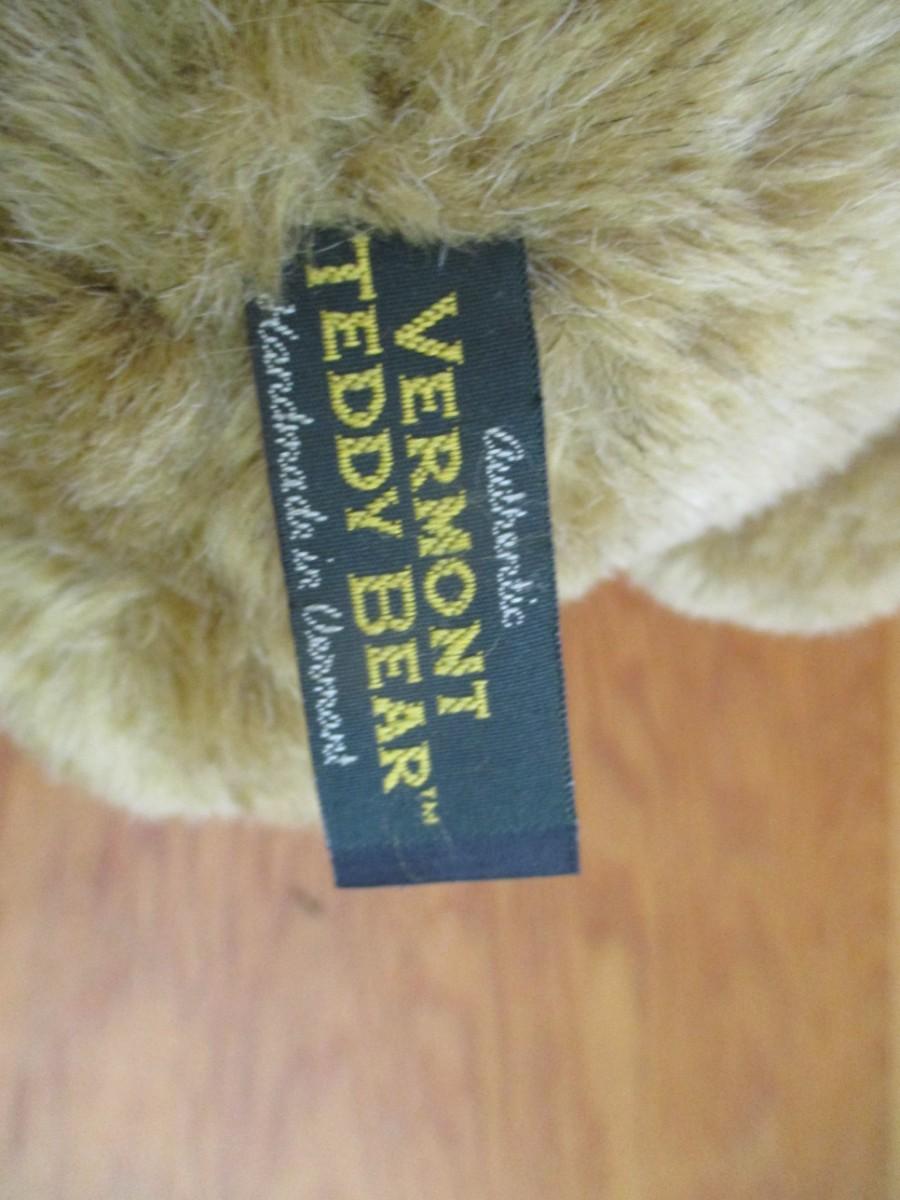 Authentic
VERMONT
TEDDY BEAR™
Handmade in Vermont